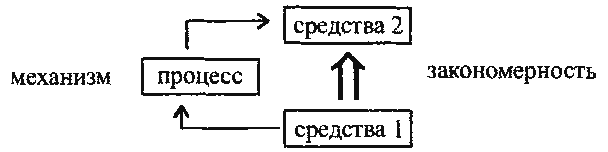 средства 2
механизм процесс закономерность
средства 1